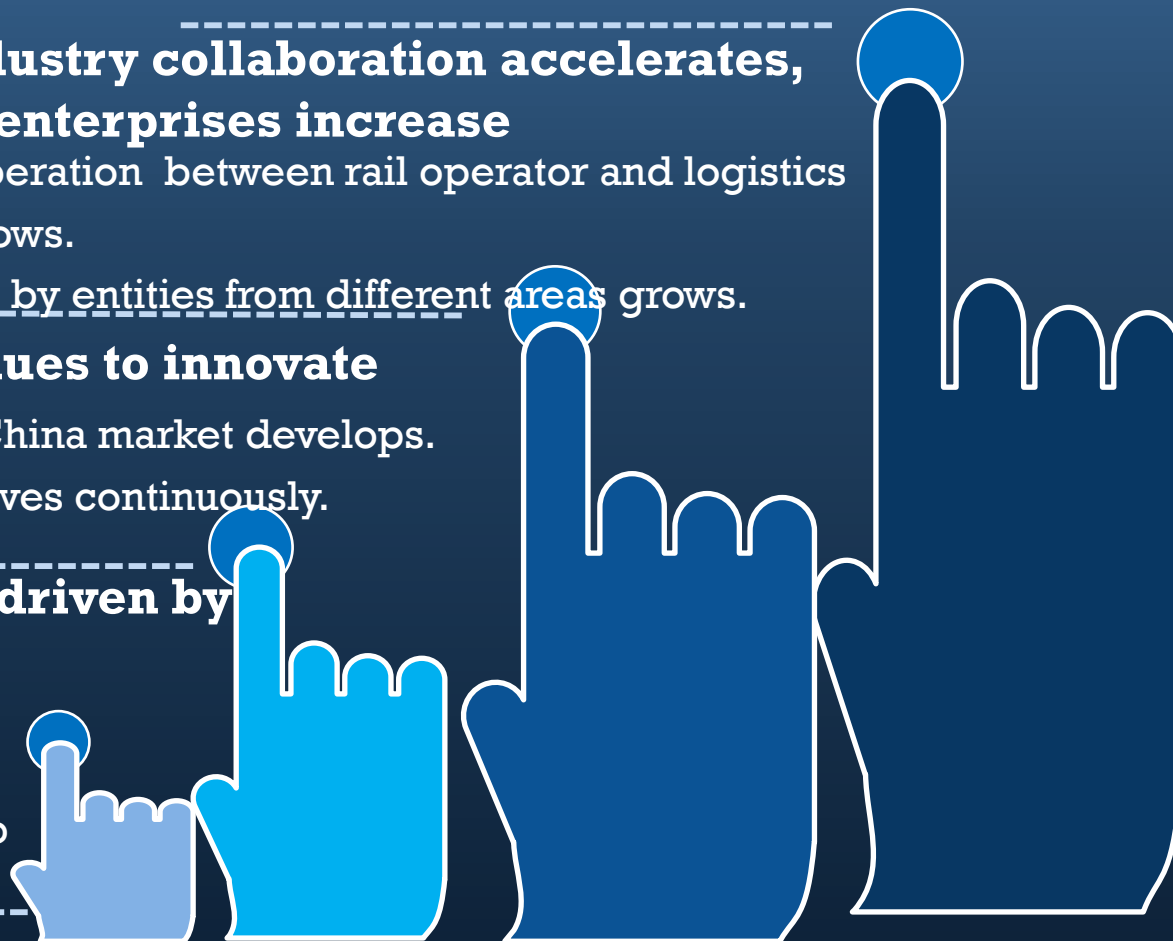 dustry collaboration accelerates,
enterprises increase
peration between rail operator and logistics
ows.
by entities from different areas grows.
ues to innovate
China market develops.
ves continuously.
driven by
o